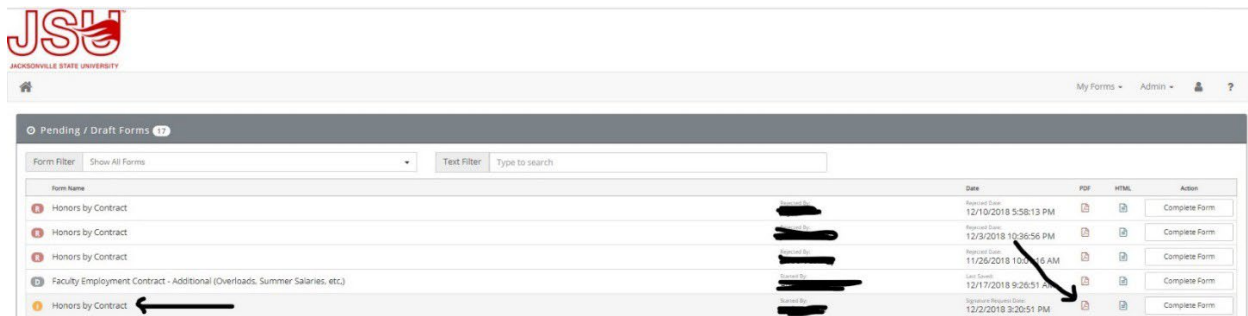 JSU
JACKSONVILLE STATE UNIVERSITY
My Forms Admin ?
Pending / Draft Forms 17
Form Filter Show All Forms Text Filter Type to search
Form Name Date PDF HTML Action
R Honors by Contract Rejected By: Rejected Date: 12/10/2018 5:58:13 PM Complete Form
R Honors by Contract Rejected By: Rejected Date: 12/3/2018 10:36:56 PM Complete Form
R Honors by Contract Rejected By: Rejected Date: 11/26/2018 16 AM Complete Form
D Faculty Employment Contract - Additional (Overloads, Summer Salaries, etc.) Started By: Last Saved: 12/17/2018 9:26:51 AM Complete Form
Honors by Contract Started By: Signature Request Date: 12/2/2018 3:20:51 PM Complete Form